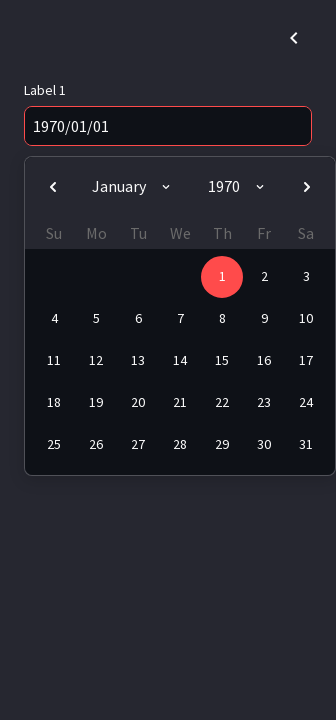 Label 1
1970/01/01
January 1970
Su Mo Tu We Th Fr Sa
1 2 3
4 5 6 7 8 9 10
11 12 13 14 15 16 17
18 19 20 21 22 23 24
25 26 27 28 29 30 31